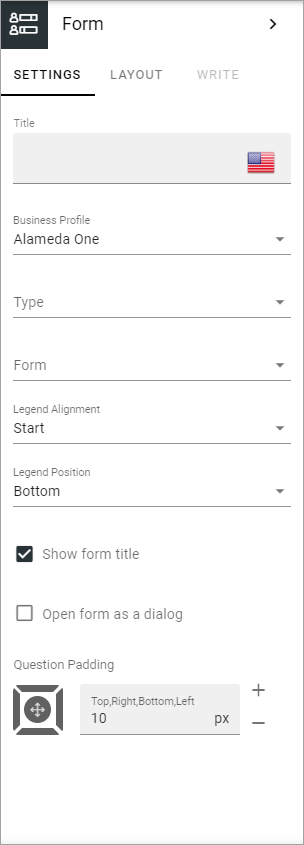 Form
SETTINGS LAYOUT WRITE
Title
Business Profile
Alameda One
Type
Form
Legend Alignment
Start
Legend Position
Bottom
Show form title
Open form as a dialog
Question Padding
Top,Right,Bottom,Left
10 px